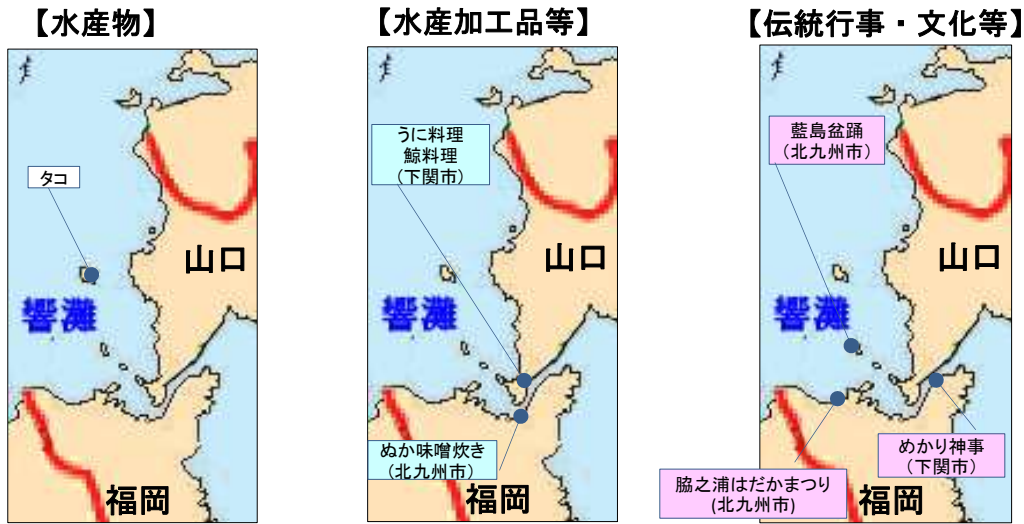 【水産物】
タコ
山口
響灘
福岡
【水産加工品等】
うに料理
鯨料理
（下関市）
山口
響灘
ぬか味噌炊き
（北九州市）
福岡
【伝統行事・文化等】
藍島盆踊
（北九州市）
山口
響灘
めかり神事
（下関市）
脇之浦はだかまつり
(北九州市)
福岡